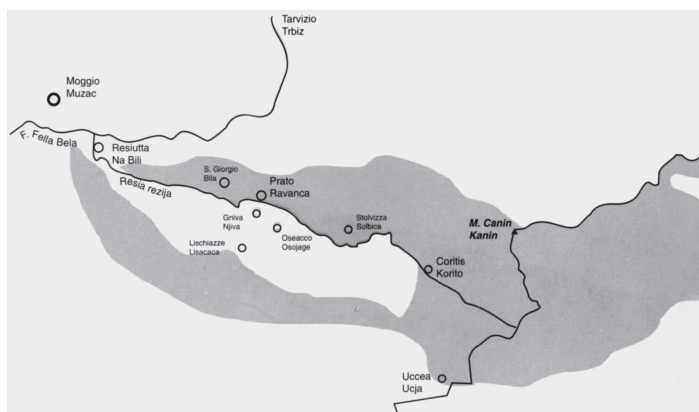 Tarvizio
Trbiz
Moggio
Muzac
F. Fella Bela
Resiutta
Na Bili
Resia rezija
S. Giorgio
Bila
Prato
Ravanca
Gniva
Njiva
Oseacco
Osojage
Lischiazze
Lisacaca
Stolvizza
Solbica
M. Canin
Kanin
Coritis
Korito
Uccea
Ucja